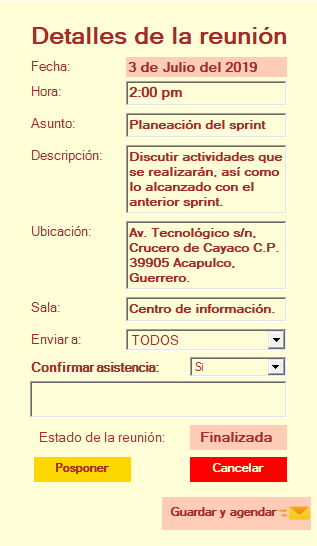 Detalles de la reunión
Fecha: 3 de Julio del 2019
Hora: 2:00 pm
Asunto: Planeación del sprint
Descripción: Discutir actividades que
se realizarán, así como
lo alcanzado con el
anterior sprint.
Ubicación: Av. Tecnológico s/n,
Crucero de Cayaco C.P.
39905 Acapulco,
Guerrero.
Sala: Centro de información.
Enviar a: TODOS
Confirmar asistencia: Si
Estado de la reunión: Finalizada
Posponer Cancelar
Guardar y agendar